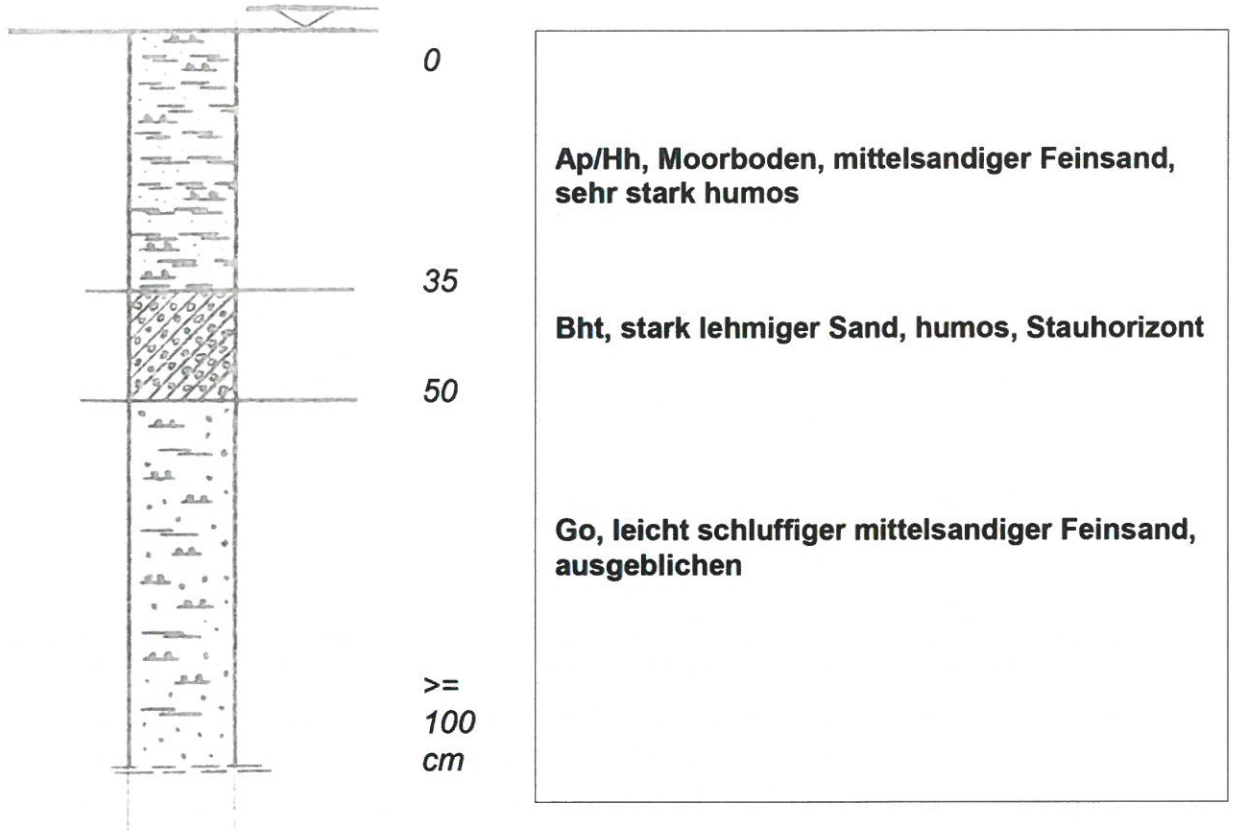 0
Ap/Hh, Moorboden, mittelsandiger Feinsand,
sehr stark humos
35
Bht, stark lehmiger Sand, humos, Stauhorizont
50
Go, leicht schluffiger mittelsandiger Feinsand,
ausgeblichen
>=
100
cm